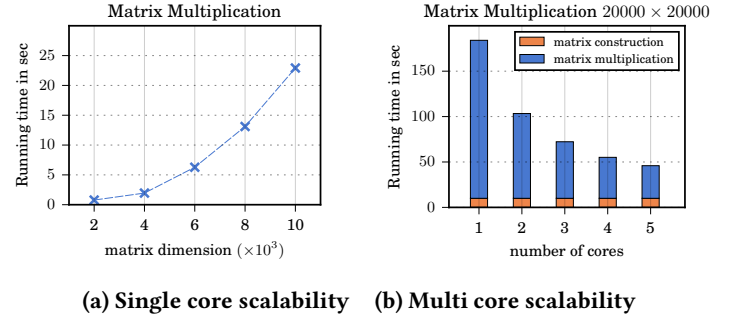 Matrix Multiplication
Running time in sec
25
20
15
10
5
0
2 4 6 8 10
matrix dimension (×10³)
(a) Single core scalability
Matrix Multiplication 20000 × 20000
matrix construction
matrix multiplication
Running time in sec
150
100
50
0
1 2 3 4 5
number of cores
(b) Multi core scalability